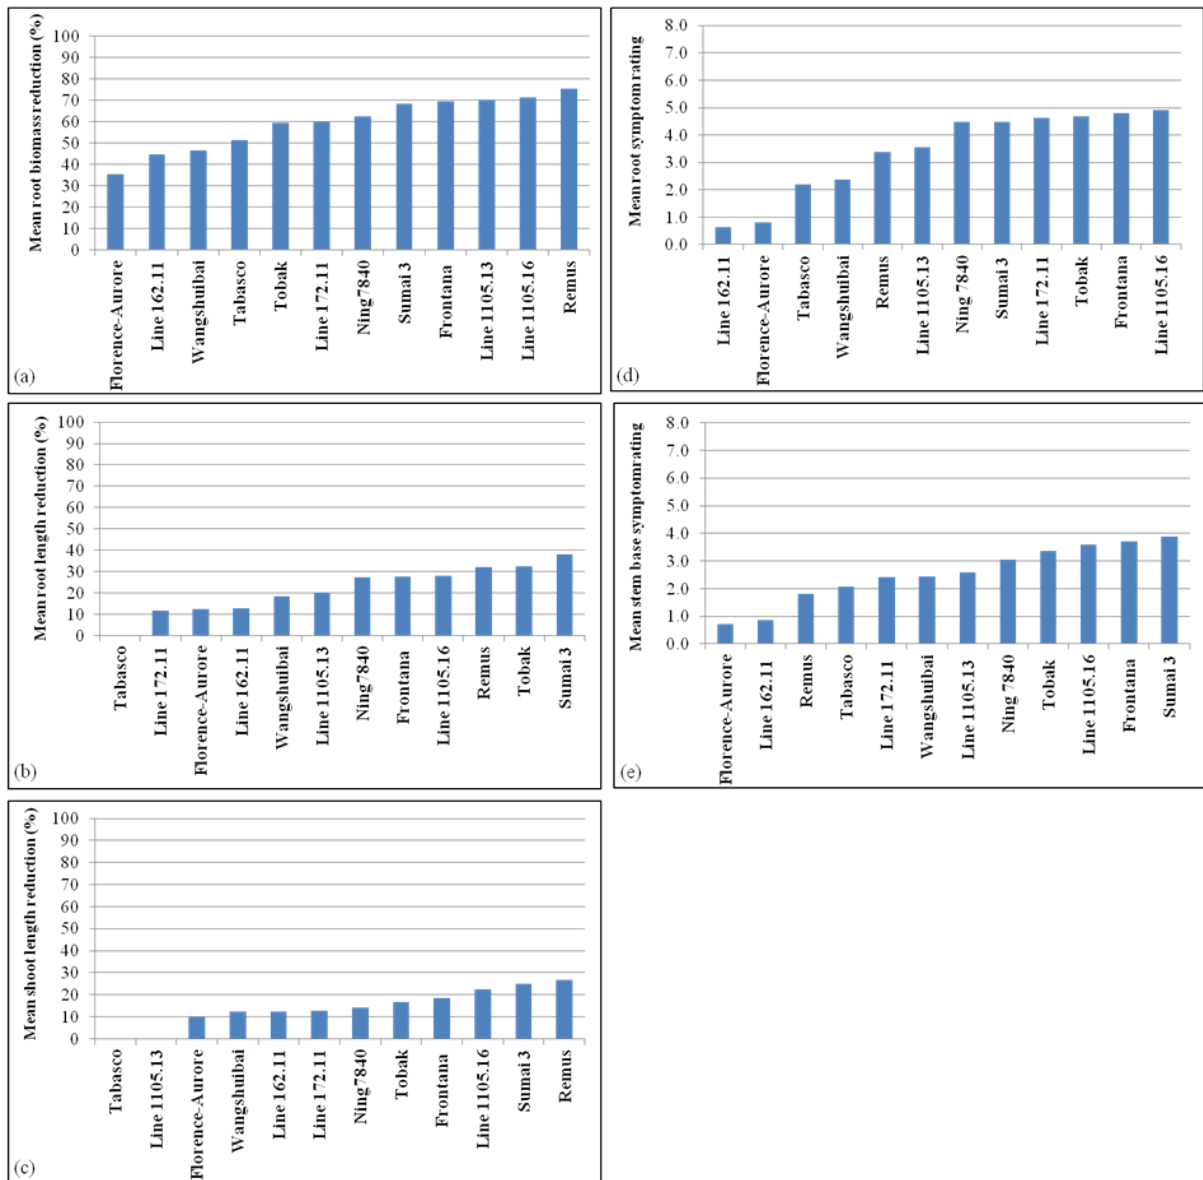 Mean root biomass reduction (%)
100
90
80
70
60
50
40
30
20
10
0
Florence-Aurore
Line 162.11
Wangshuibai
Tabasco
Tobak
Line 172.11
Ning7840
Sumai 3
Frontana
Line 1105.13
Line 1105.16
Remus
(a)
Mean root symptom rating
8.0
7.0
6.0
5.0
4.0
3.0
2.0
1.0
0.0
Line 162.11
Florence-Aurore
Tabasco
Wangshuibai
Remus
Line 1105.13
Ning 7840
Sumai 3
Line 172.11
Tobak
Frontana
Line 1105.16
(d)
Mean root length reduction (%)
100
90
80
70
60
50
40
30
20
10
0
Tabasco
Line 172.11
Florence-Aurore
Line 162.11
Wangshuibai
Line 1105.13
Ning7840
Frontana
Line 1105.16
Remus
Tobak
Sumai 3
(b)
Mean stem base symptomrating
8.0
7.0
6.0
5.0
4.0
3.0
2.0
1.0
0.0
Florence-Aurore
Line 162.11
Remus
Tabasco
Line 172.11
Wangshuibai
Line 1105.13
Ning 7840
Tobak
Line 1105.16
Frontana
Sumai 3
(e)
Mean shoot length reduction (%)
100
90
80
70
60
50
40
30
20
10
0
Tabasco
Line 1105.13
Florence-Aurore
Wangshuibai
Line 162.11
Line 172.11
Ning7840
Tobak
Frontana
Line 1105.16
Sumai 3
Remus
(c)